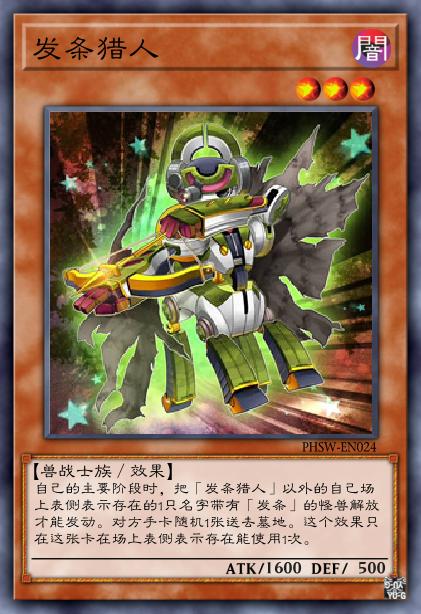 发条猎人
闇
PHSW-EN024
【兽战士族／效果】
自己的主要阶段时，把「发条猎人」以外的自己场
上表侧表示存在的1只名字带有「发条」的怪兽解放
才能发动。对方手卡随机1张送去墓地。这个效果只
在这张卡在场上表侧表示存在能使用1次。
ATK/1600 DEF/ 500